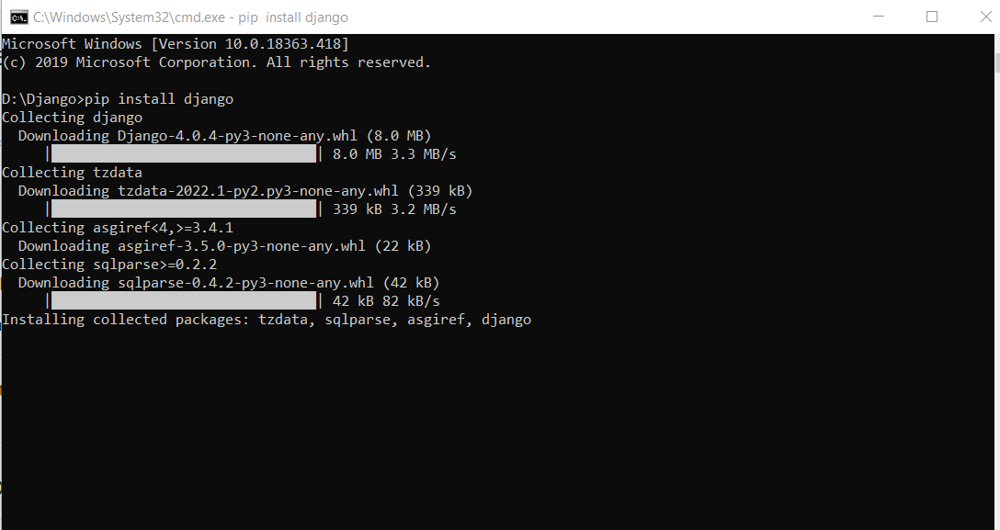 C:\Windows\System32\cmd.exe - pip  install django
Microsoft Windows [Version 10.0.18363.418]
(c) 2019 Microsoft Corporation. All rights reserved.
D:\Django>pip install django
Collecting django
  Downloading Django-4.0.4-py3-none-any.whl (8.0 MB)
     |████████████████████████████████| 8.0 MB 3.3 MB/s
Collecting tzdata
  Downloading tzdata-2022.1-py2.py3-none-any.whl (339 kB)
     |████████████████████████████████| 339 kB 3.2 MB/s
Collecting asgiref<4,>=3.4.1
  Downloading asgiref-3.5.0-py3-none-any.whl (22 kB)
Collecting sqlparse>=0.2.2
  Downloading sqlparse-0.4.2-py3-none-any.whl (42 kB)
     |████████████████████████████████| 42 kB 82 kB/s
Installing collected packages: tzdata, sqlparse, asgiref, django